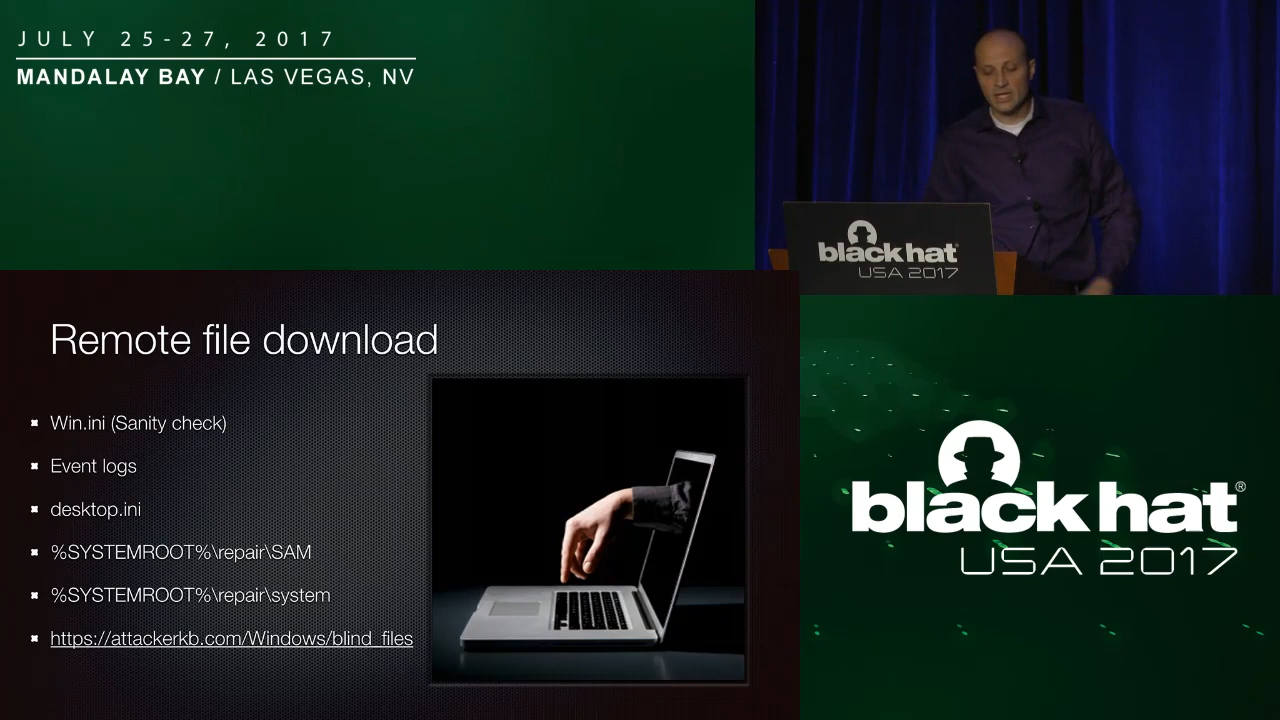 JULY 25-27, 2017
MANDALAY BAY / LAS VEGAS, NV
black hat®
USA 2017
Remote file download
Win.ini (Sanity check)
Event logs
desktop.ini
%SYSTEMROOT%\repair\SAM
%SYSTEMROOT%\repair\system
https://attackerkb.com/Windows/blind_files
black hat®
USA 2017